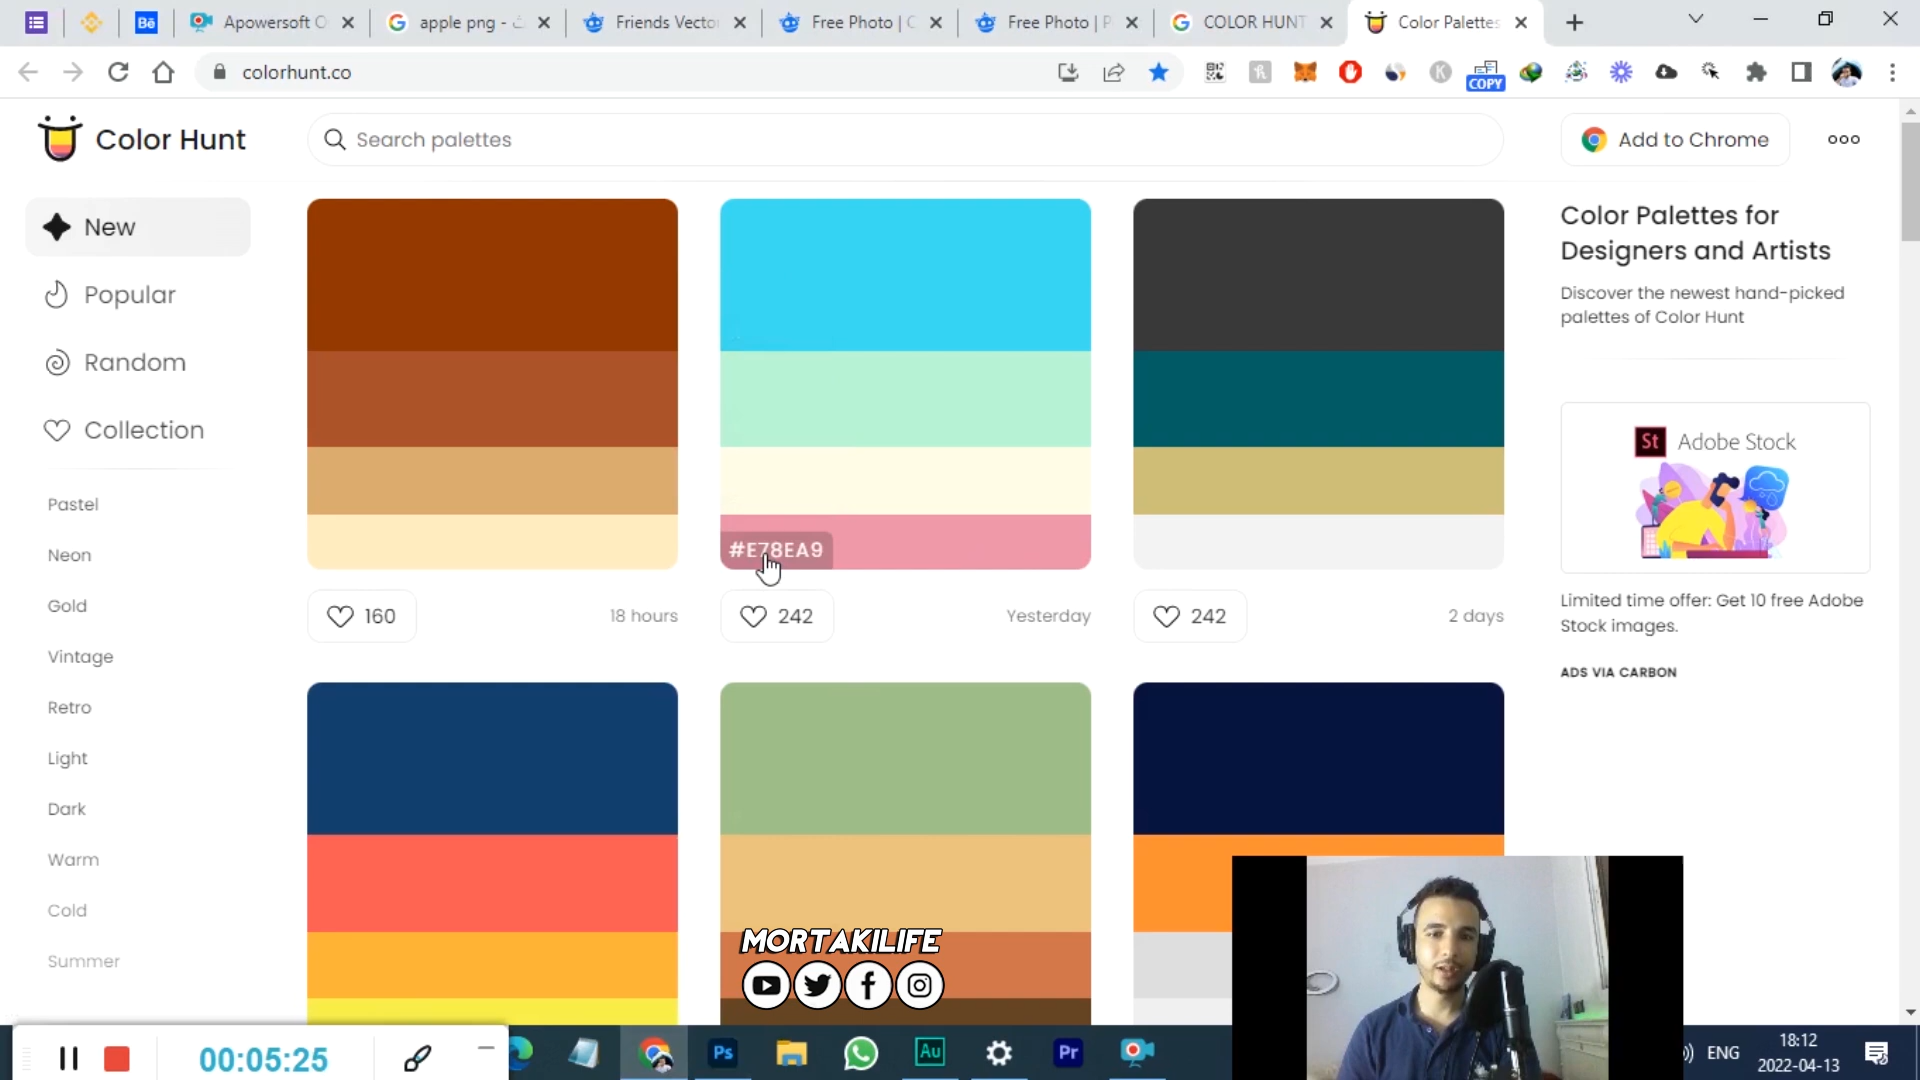 Bē
Apowersoft O
apple png -
Friends Vector
Free Photo | C
Free Photo | P
COLOR HUNT
Color Palettes
colorhunt.co
COPY
Color Hunt
Search palettes
Add to Chrome
New
Popular
Random
Collection
Pastel
Neon
Gold
Vintage
Retro
Light
Dark
Warm
Cold
Summer
#E78EA9
160
18 hours
242
Yesterday
242
2 days
Color Palettes for
Designers and Artists
Discover the newest hand-picked
palettes of Color Hunt
St Adobe Stock
Limited time offer: Get 10 free Adobe
Stock images.
ADS VIA CARBON
MORTAKILIFE
00:05:25
Ps
Au
Pr
ENG
18:12
2022-04-13